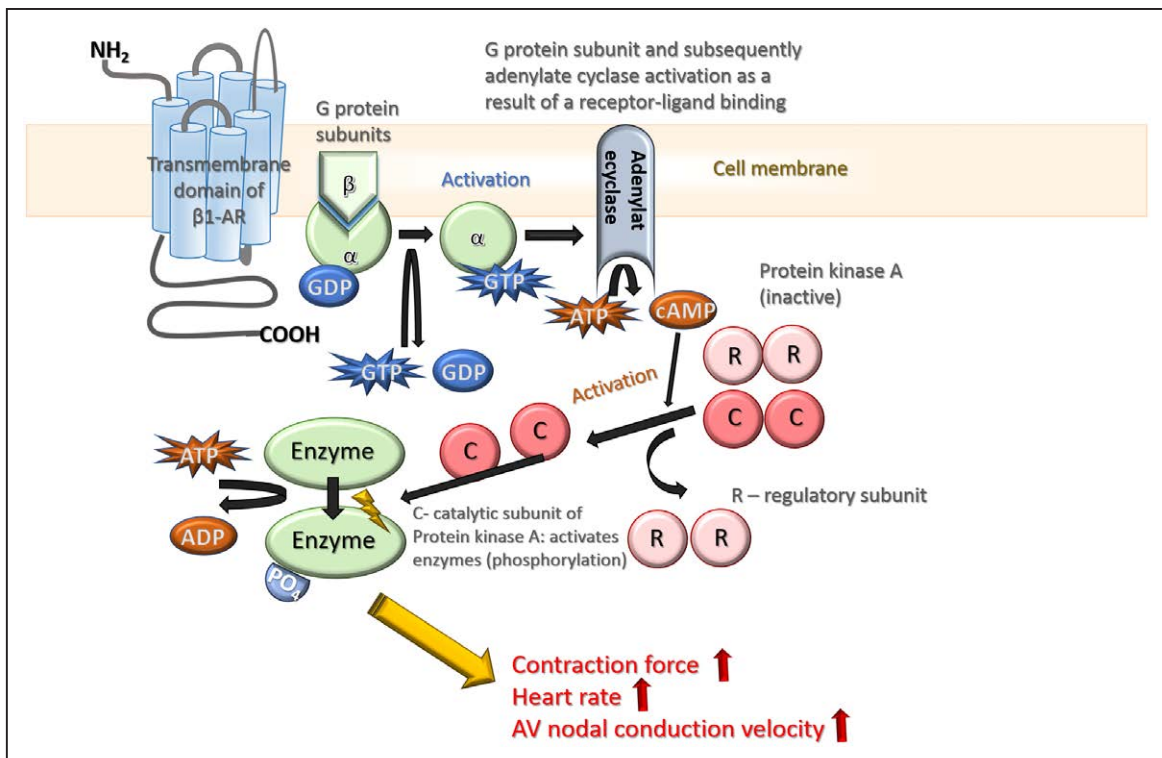 NH2
G protein subunit and subsequently
adenylate cyclase activation as a
result of a receptor-ligand binding
G protein
subunits
Transmembrane
domain of
β1-AR
β
α
GDP
Activation
α
GTP
Adenylat
ecyclase
Cell membrane
ATP
cAMP
Protein kinase A
(inactive)
COOH
GTP
GDP
Activation
R
R
C
C
C
C
R – regulatory subunit
R
R
ATP
ADP
Enzyme
Enzyme
PO4
C- catalytic subunit of
Protein kinase A: activates
enzymes (phosphorylation)
Contraction force
Heart rate
AV nodal conduction velocity